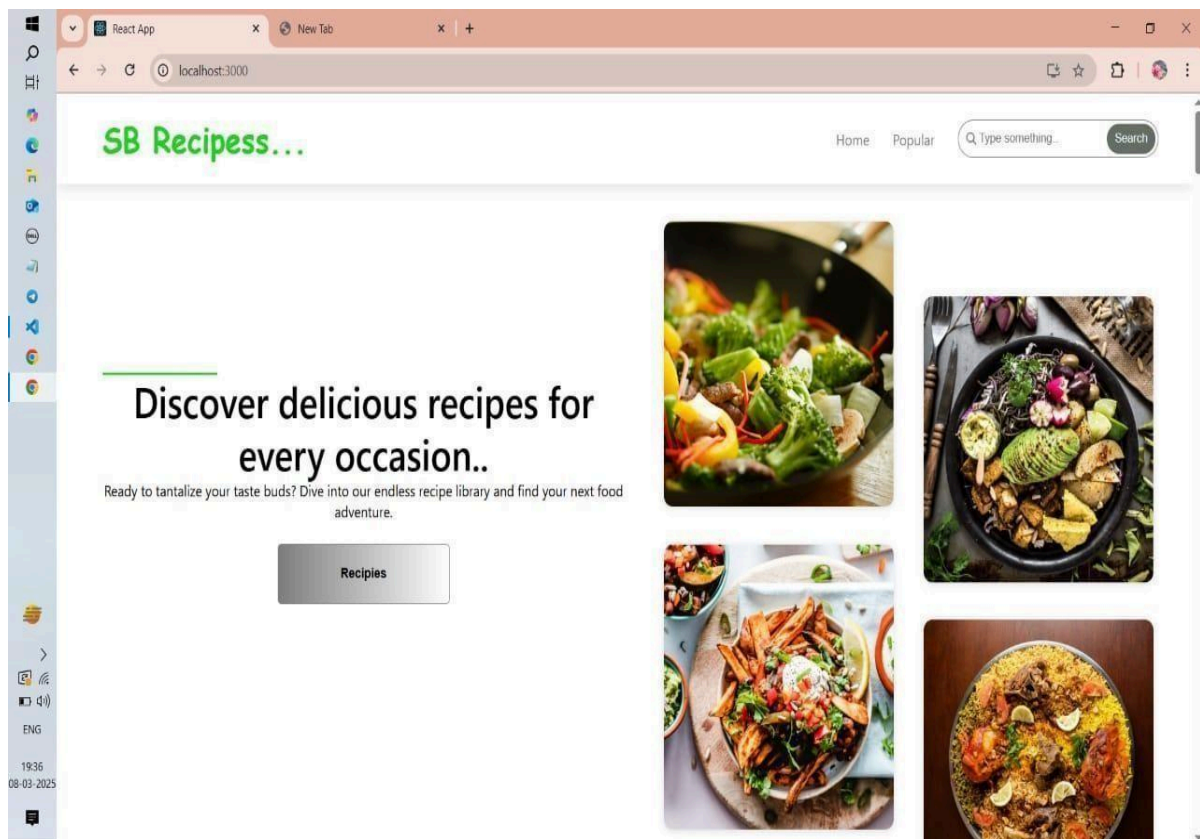 React App
New Tab
localhost:3000
SB Recipess...
Home
Popular
Type something..
Search
Discover delicious recipes for
every occasion..
Ready to tantalize your taste buds? Dive into our endless recipe library and find your next food
adventure.
Recipies
ENG
19:36
08-03-2025